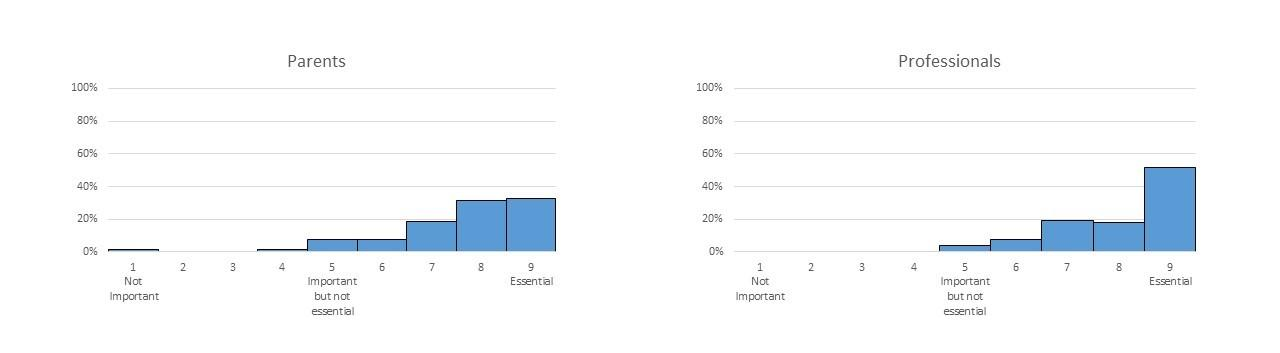 Parents
100%
80%
60%
40%
20%
0%
1 2 3 4 5 6 7 8 9
Not Important but not essential Essential
Important
Professionals
100%
80%
60%
40%
20%
0%
1 2 3 4 5 6 7 8 9
Not Important Essential
Important but not
essential